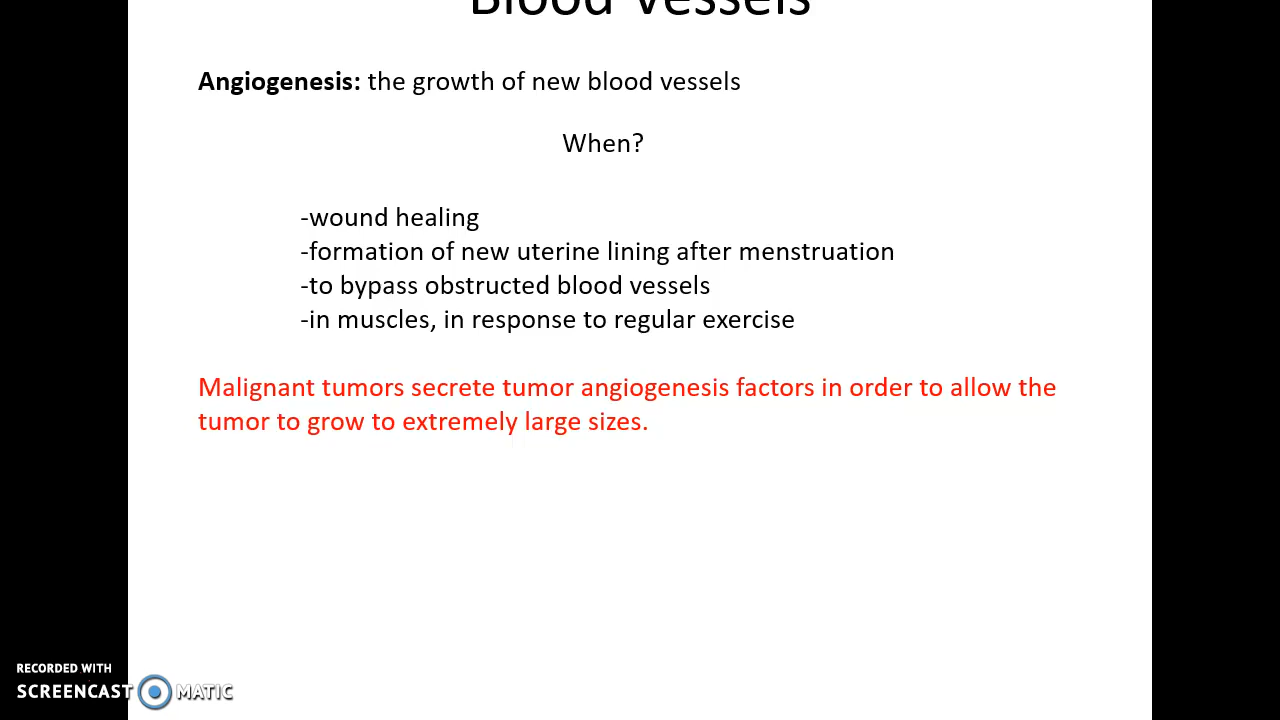 Blood Vessels
Angiogenesis: the growth of new blood vessels
When?
-wound healing
-formation of new uterine lining after menstruation
-to bypass obstructed blood vessels
-in muscles, in response to regular exercise
Malignant tumors secrete tumor angiogenesis factors in order to allow the
tumor to grow to extremely large sizes.
RECORDED WITH
SCREENCAST MATIC